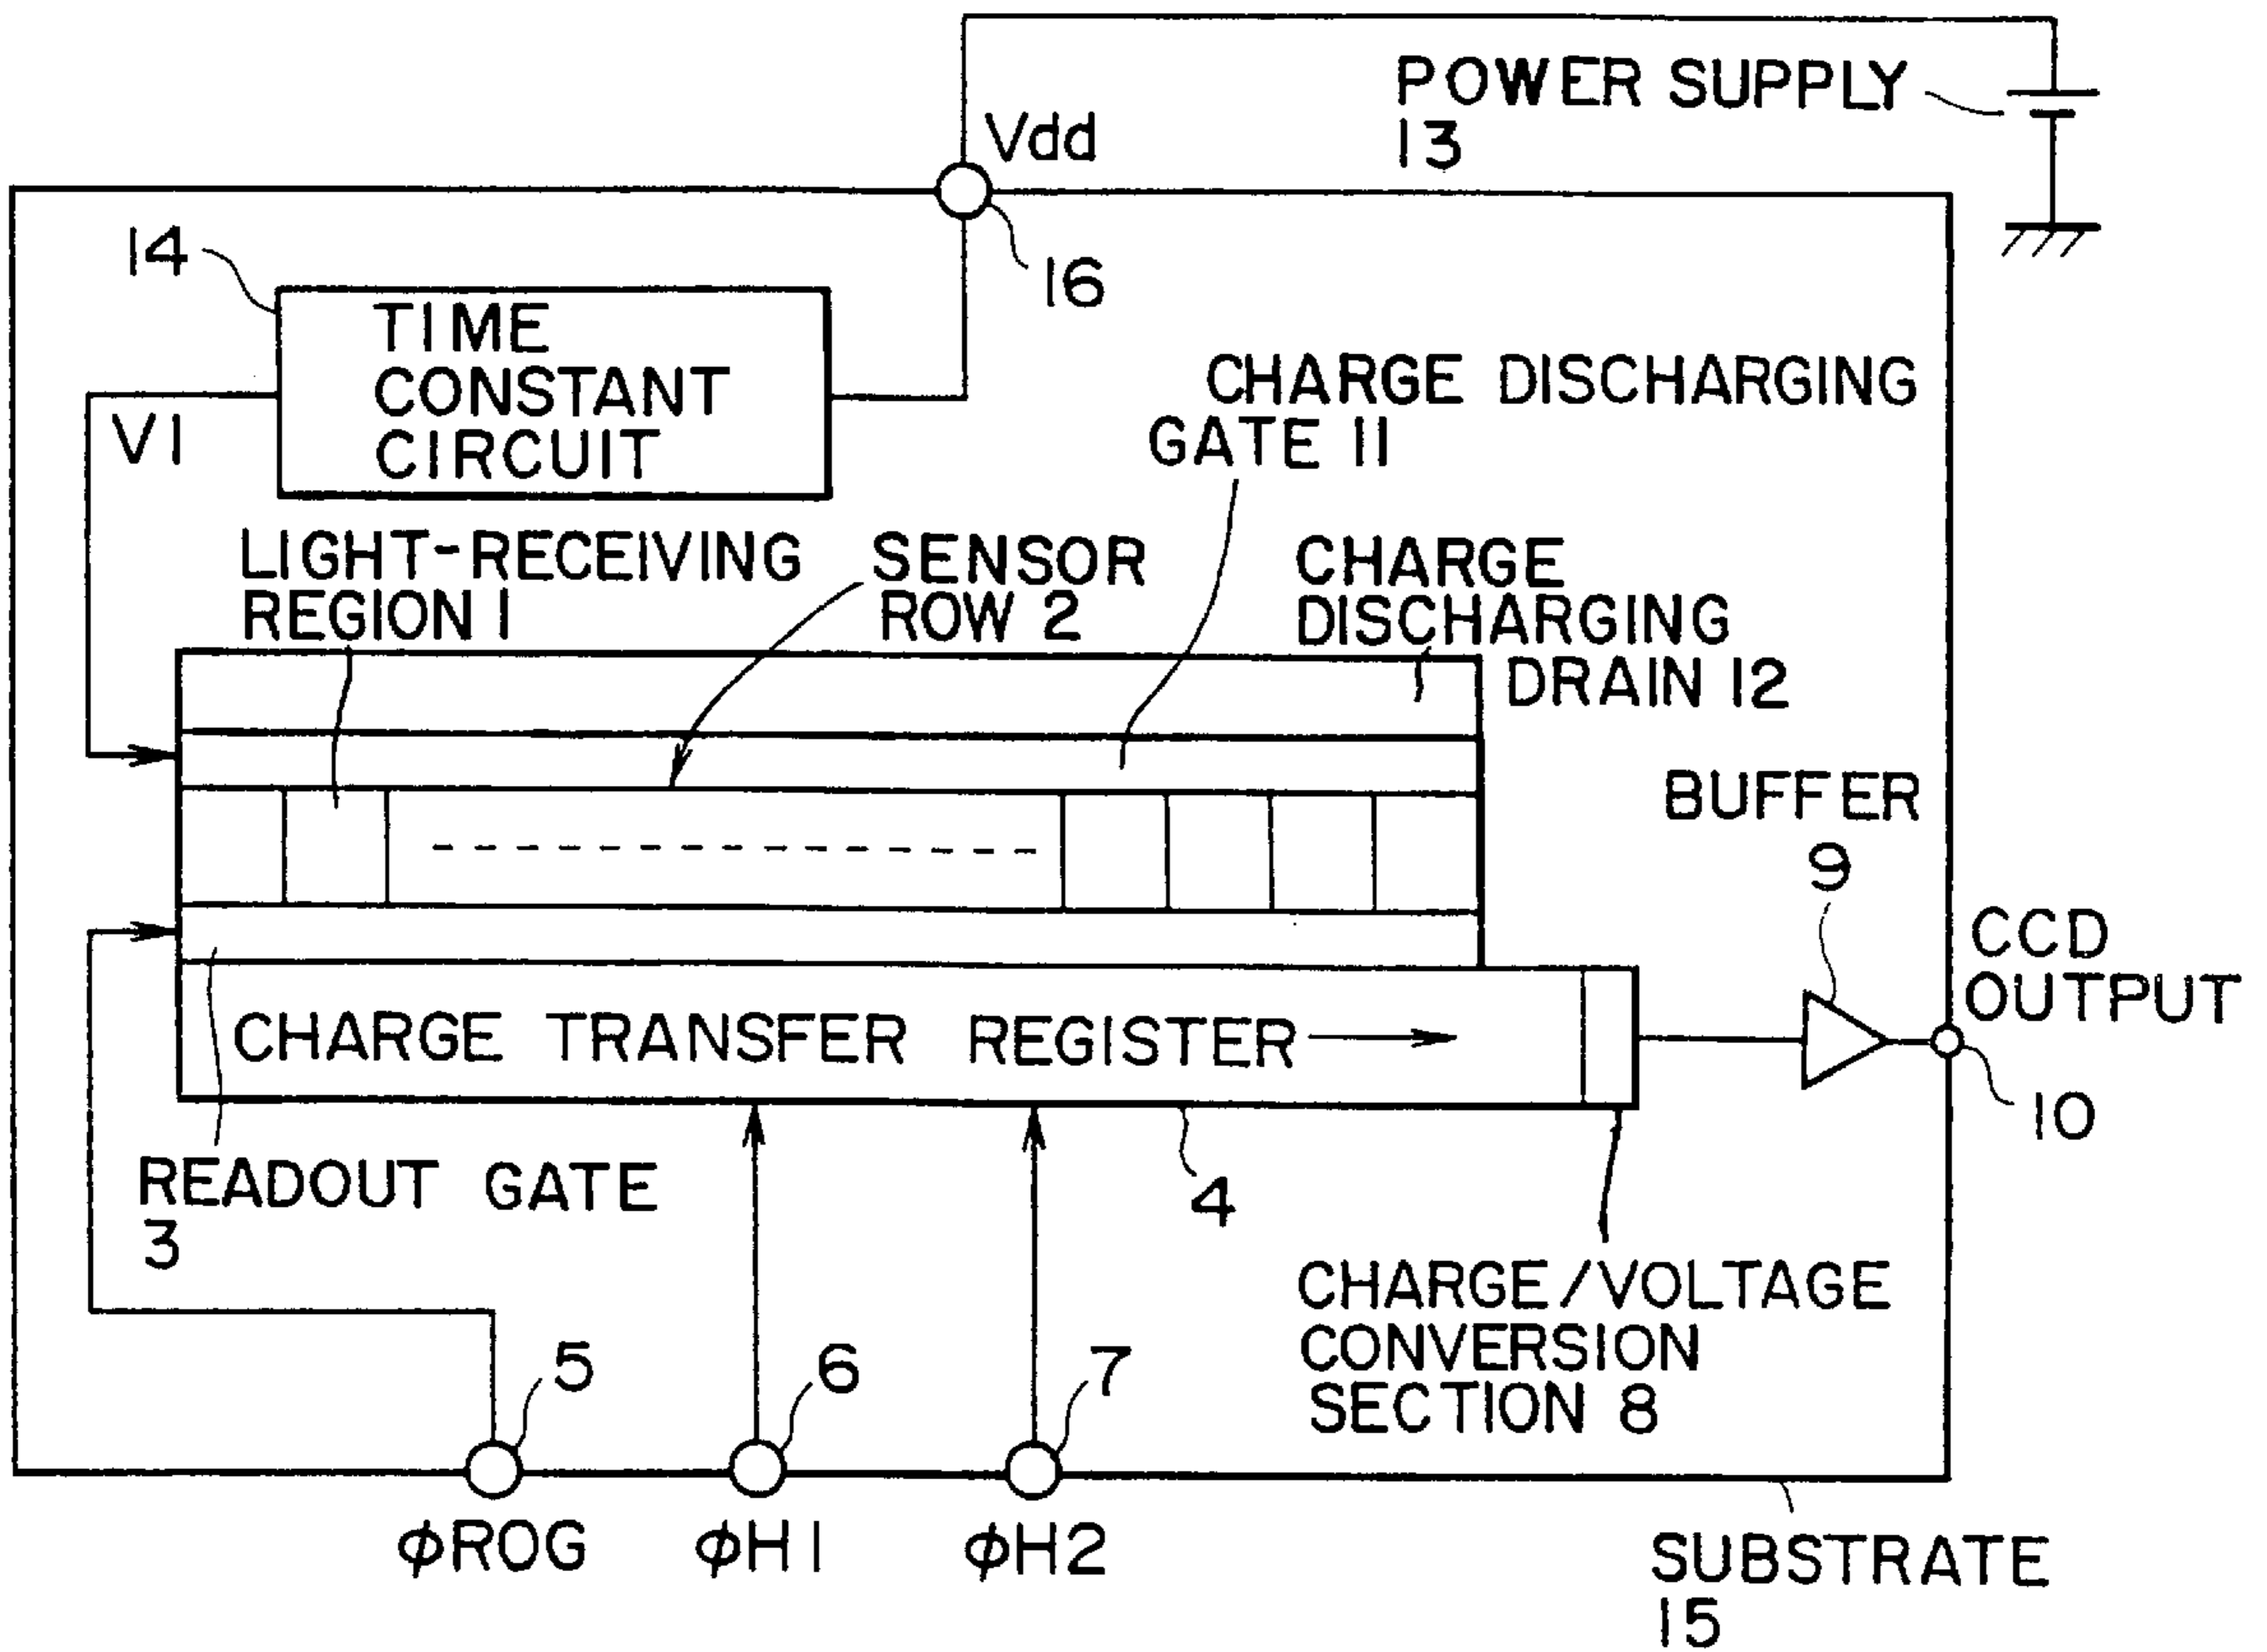 POWER SUPPLY
13
Vdd
14
16
TIME
CONSTANT
CIRCUIT
V1
CHARGE DISCHARGING
GATE 11
LIGHT-RECEIVING
REGION 1
SENSOR
ROW 2
CHARGE
DISCHARGING
DRAIN 12
BUFFER
9
CCD
OUTPUT
CHARGE TRANSFER REGISTER
10
READOUT GATE
3
4
CHARGE/VOLTAGE
CONVERSION
SECTION 8
5
6
7
φROG
φH1
φH2
SUBSTRATE
15